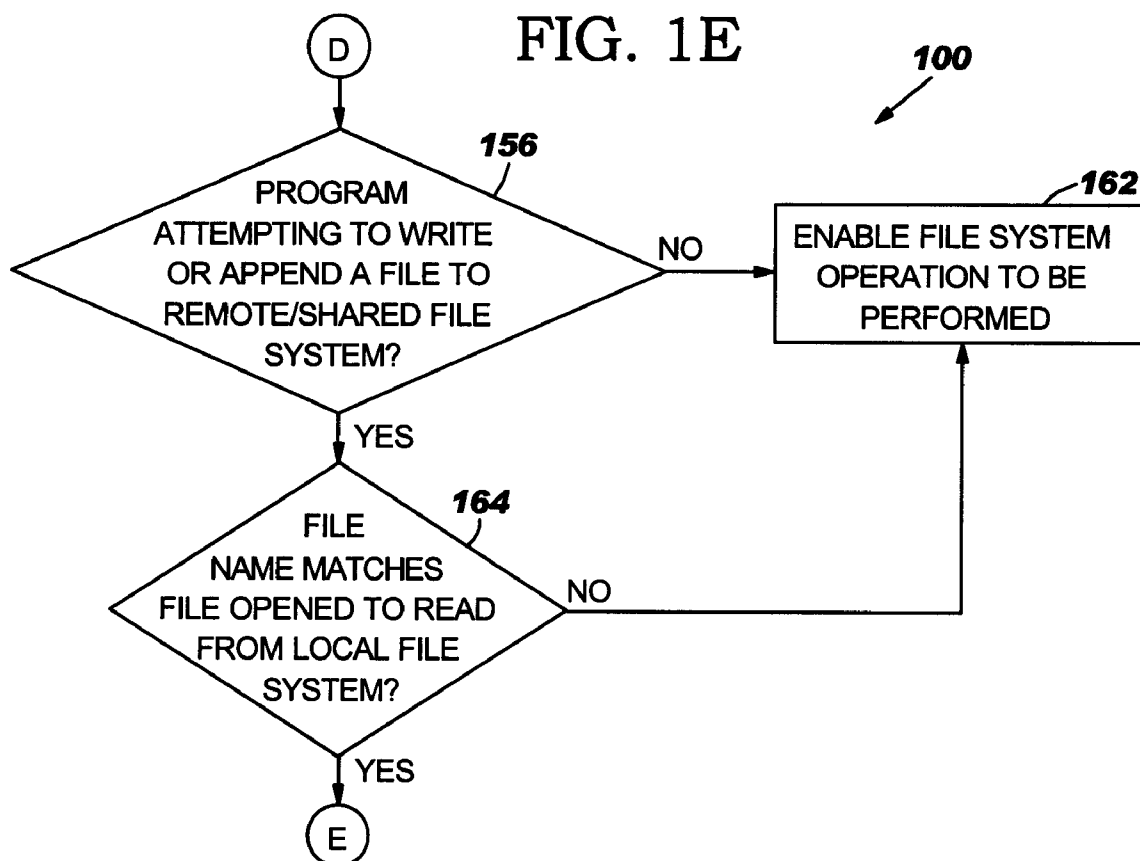 FIG. 1E
D
100
156
PROGRAM
ATTEMPTING TO WRITE
OR APPEND A FILE TO
REMOTE/SHARED FILE
SYSTEM?
NO
162
ENABLE FILE SYSTEM
OPERATION TO BE
PERFORMED
YES
164
FILE
NAME MATCHES
FILE OPENED TO READ
FROM LOCAL FILE
SYSTEM?
NO
YES
E